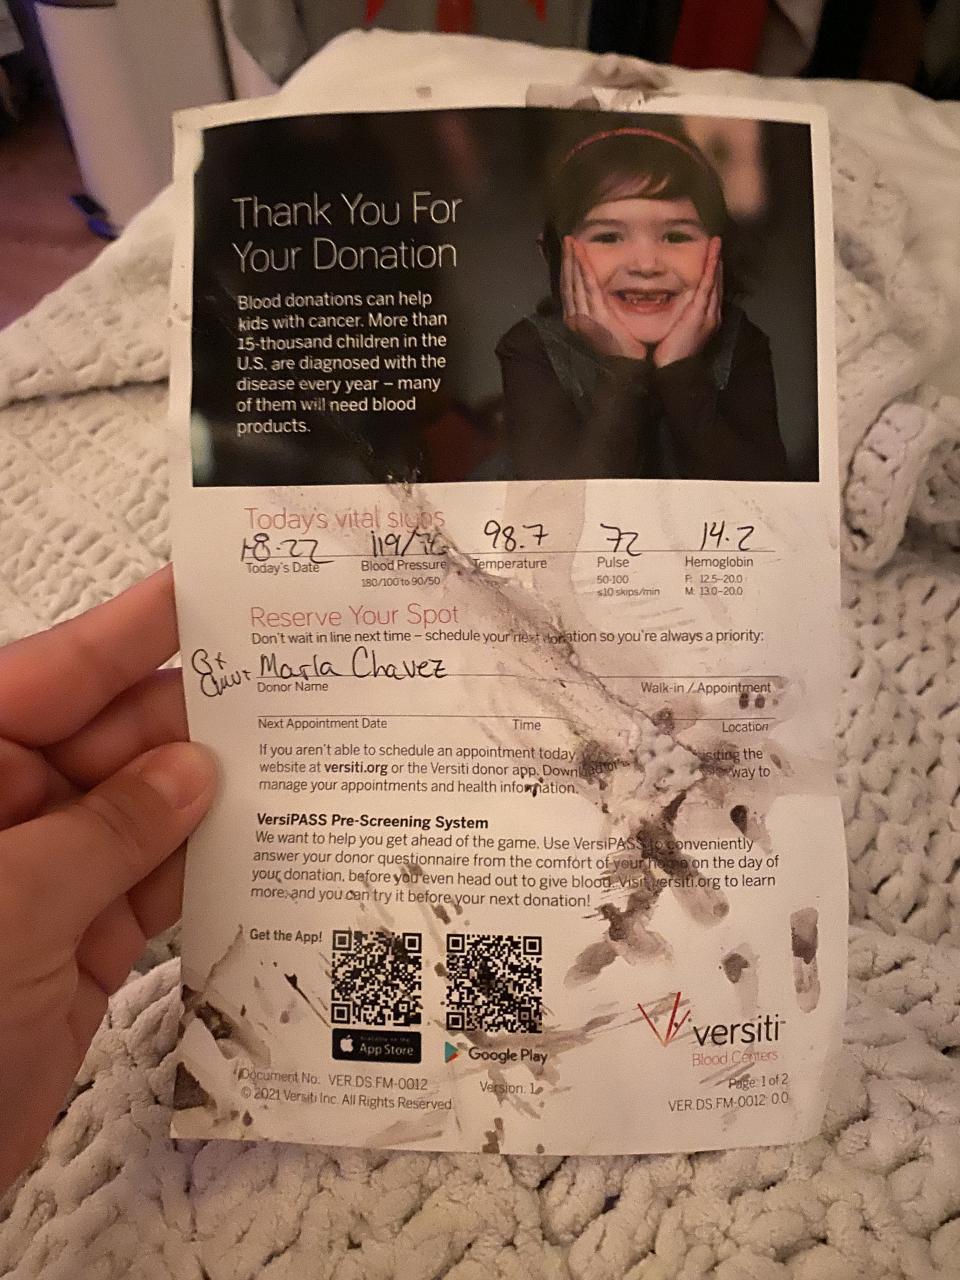 Thank You For
Your Donation
Blood donations can help
kids with cancer. More than
15-thousand children in the
U.S. are diagnosed with the
disease every year – many
of them will need blood
products.
Today's vital signs
98.7 72 14.2
Today's Date Blood Pressure Temperature Pulse Hemoglobin
180/100 to 90/50 50-100 F: 12.5-20.0
≤10 skips/min M: 13.0-20.0
Reserve Your Spot
Don't wait in line next time – schedule your next donation so you're always a priority:
Marla Chavez
Donor Name Walk-in / Appointment
Next Appointment Date Time Location
If you aren't able to schedule an appointment today, visiting the
website at versiti.org or the Versiti donor app. way to
manage your appointments and health information.
VersiPASS Pre-Screening System
We want to help you get ahead of the game. Use VersiPASS to conveniently
answer your donor questionnaire from the comfort of your home on the day of
your donation, before you even head out to give blood. Visit versiti.org to learn
more, and you can try it before your next donation!
Get the App!
App Store
Google Play
versiti
Blood Centers
Document No: VER.DS.FM-0012 Version: 1 Page: 1 of 2
© 2021 Versiti Inc. All Rights Reserved VER.DS.FM-0012: 0.0